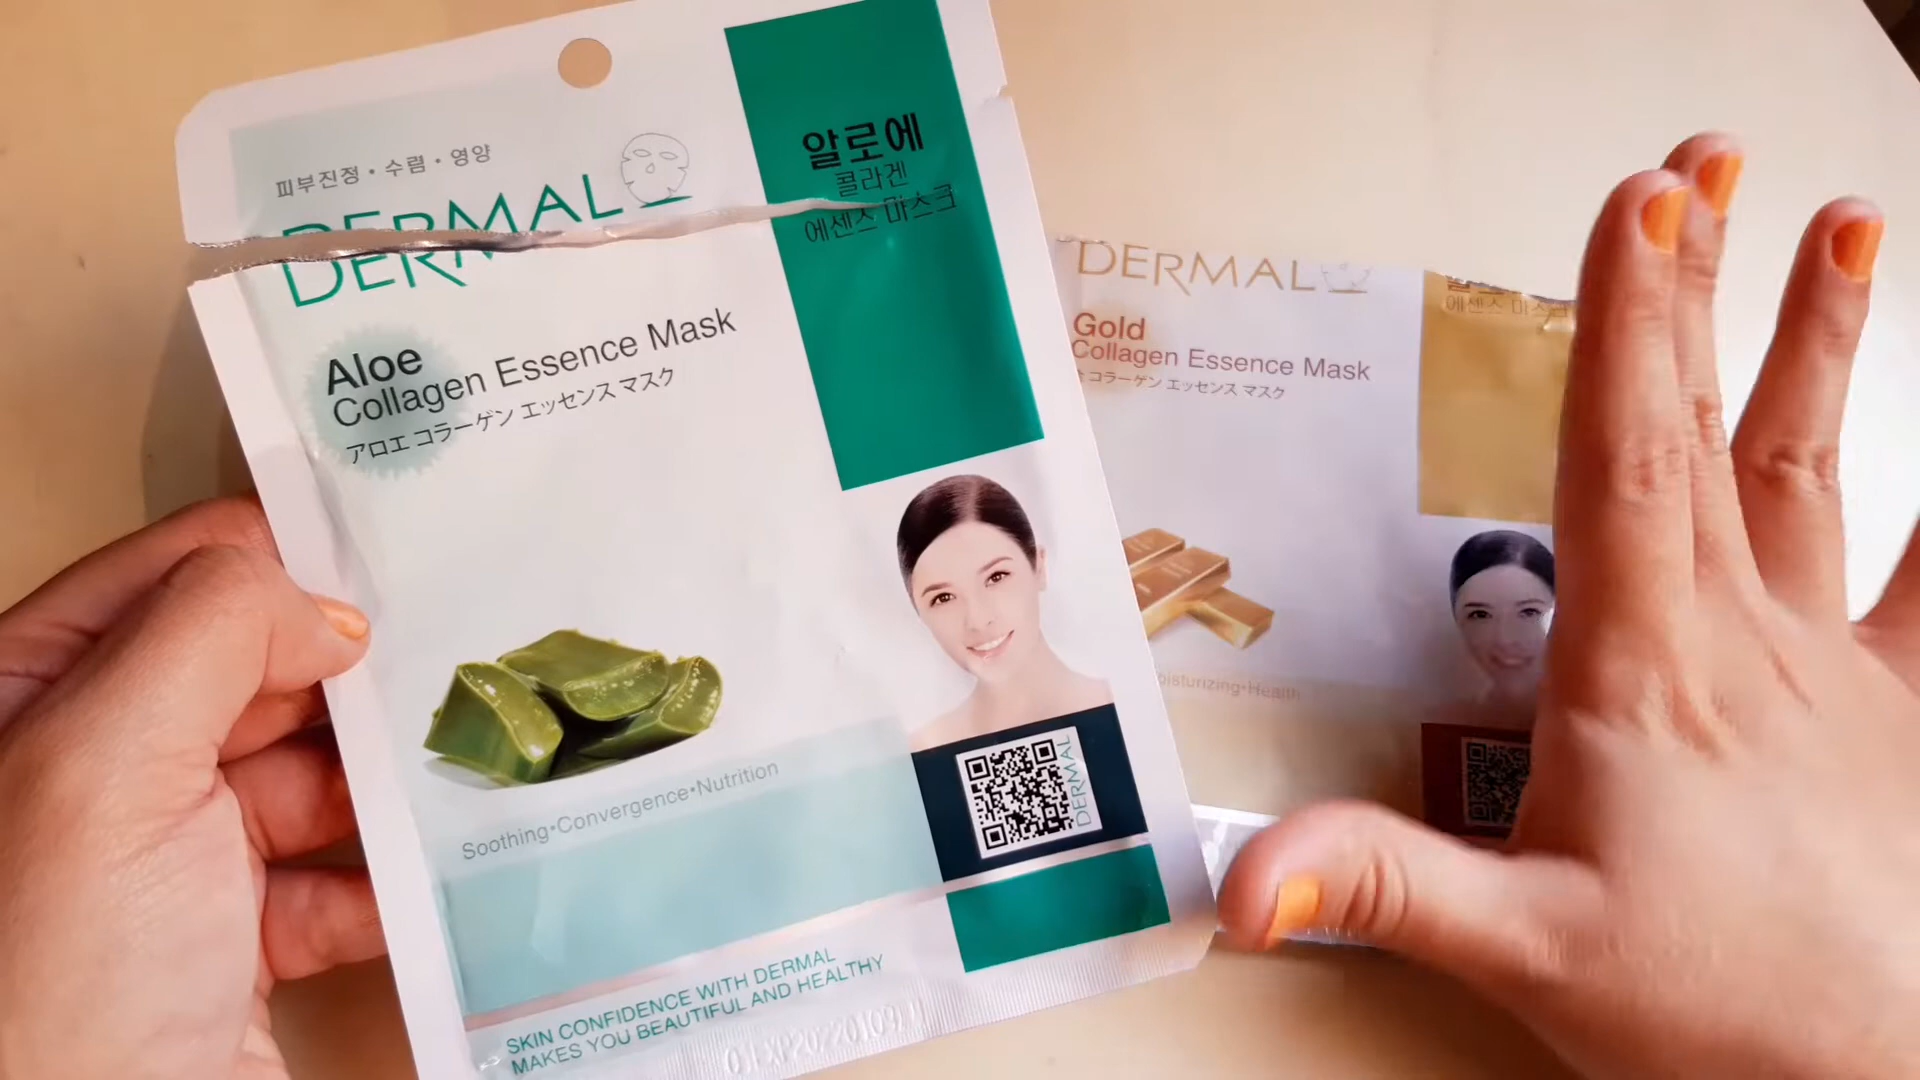 피부진정・수렴・영양
DERMAL
알로에
콜라겐
에센스 마스크
Aloe
Collagen Essence Mask
アロエ コラーゲン エッセンス マスク
Soothing•Convergence•Nutrition
DERMAL
SKIN CONFIDENCE WITH DERMAL
MAKES YOU BEAUTIFUL AND HEALTHY
DERMAL
에센스 마스크
Gold
Collagen Essence Mask
コラーゲン エッセンス マスク
oisturizing•Health